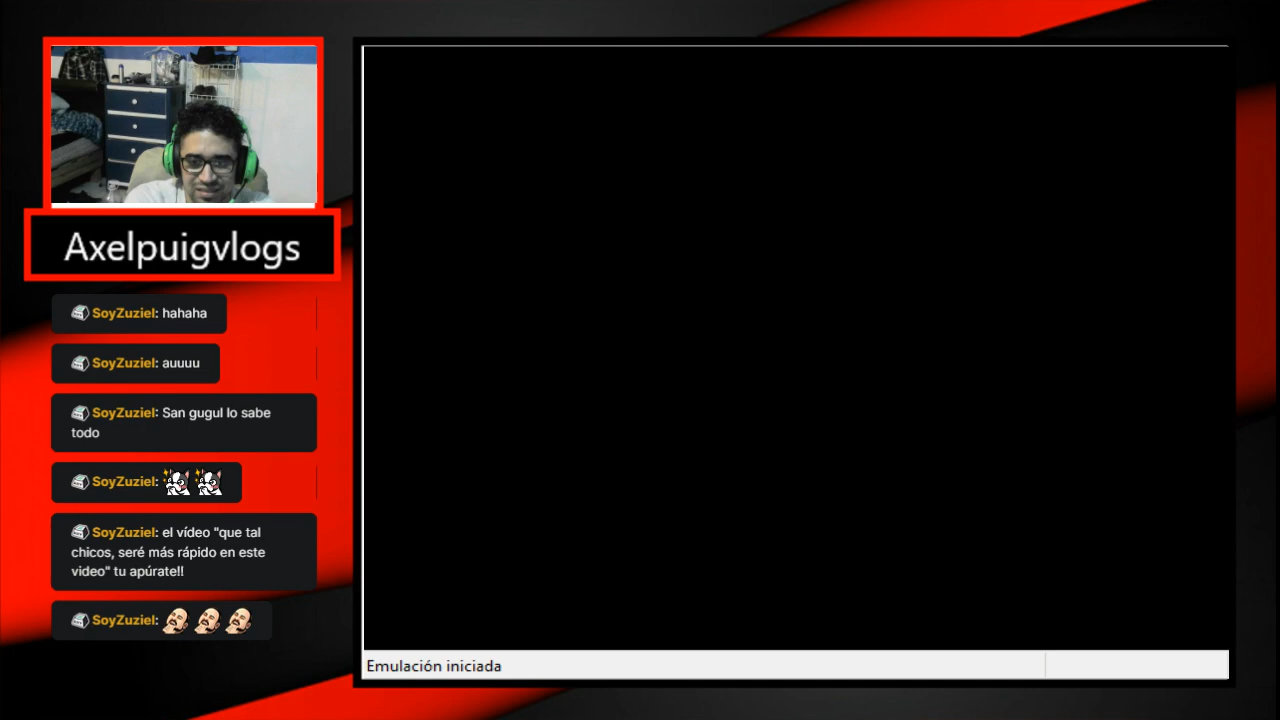 Axelpuigvlogs
SoyZuziel: hahaha
SoyZuziel: auuuu
SoyZuziel: San gugul lo sabe
todo
SoyZuziel:
SoyZuziel: el vídeo "que tal
chicos, seré más rápido en este
video" tu apúrate!!
SoyZuziel:
Emulación iniciada